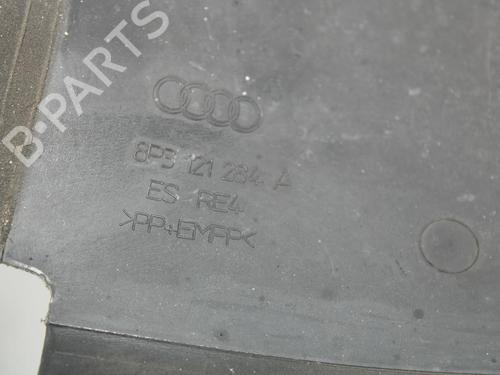 B-PARTS
8P3 121 284 A
ES RE4
>PP+EMPP<